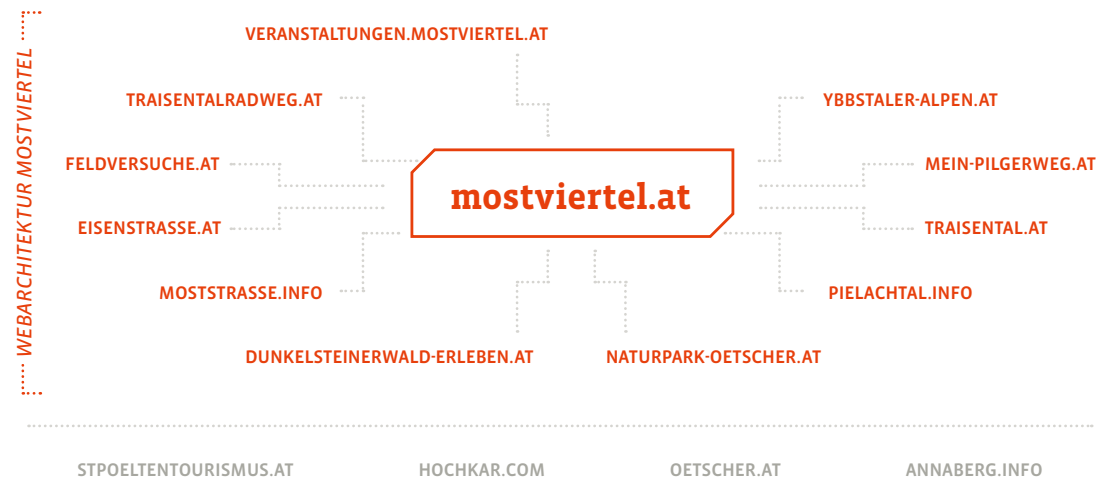 WEBARCHITEKTUR MOSTVIERTEL
VERANSTALTUNGEN.MOSTVIERTEL.AT
TRAISENTALRADWEG.AT
YBBSTALER-ALPEN.AT
FELDVERSUCHE.AT
MEIN-PILGERWEG.AT
mostviertel.at
EISENSTRASSE.AT
TRAISENTAL.AT
MOSTSTRASSE.INFO
PIELACHTAL.INFO
DUNKELSTEINERWALD-ERLEBEN.AT
NATURPARK-OETSCHER.AT
STPOELTENTOURISMUS.AT
HOCHKAR.COM
OETSCHER.AT
ANNABERG.INFO